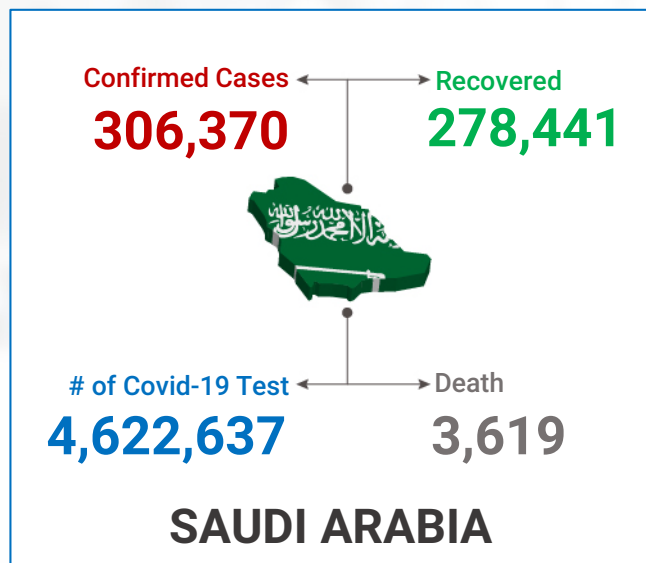 Confirmed Cases
306,370
Recovered
278,441
# of Covid-19 Test
4,622,637
Death
3,619
SAUDI ARABIA